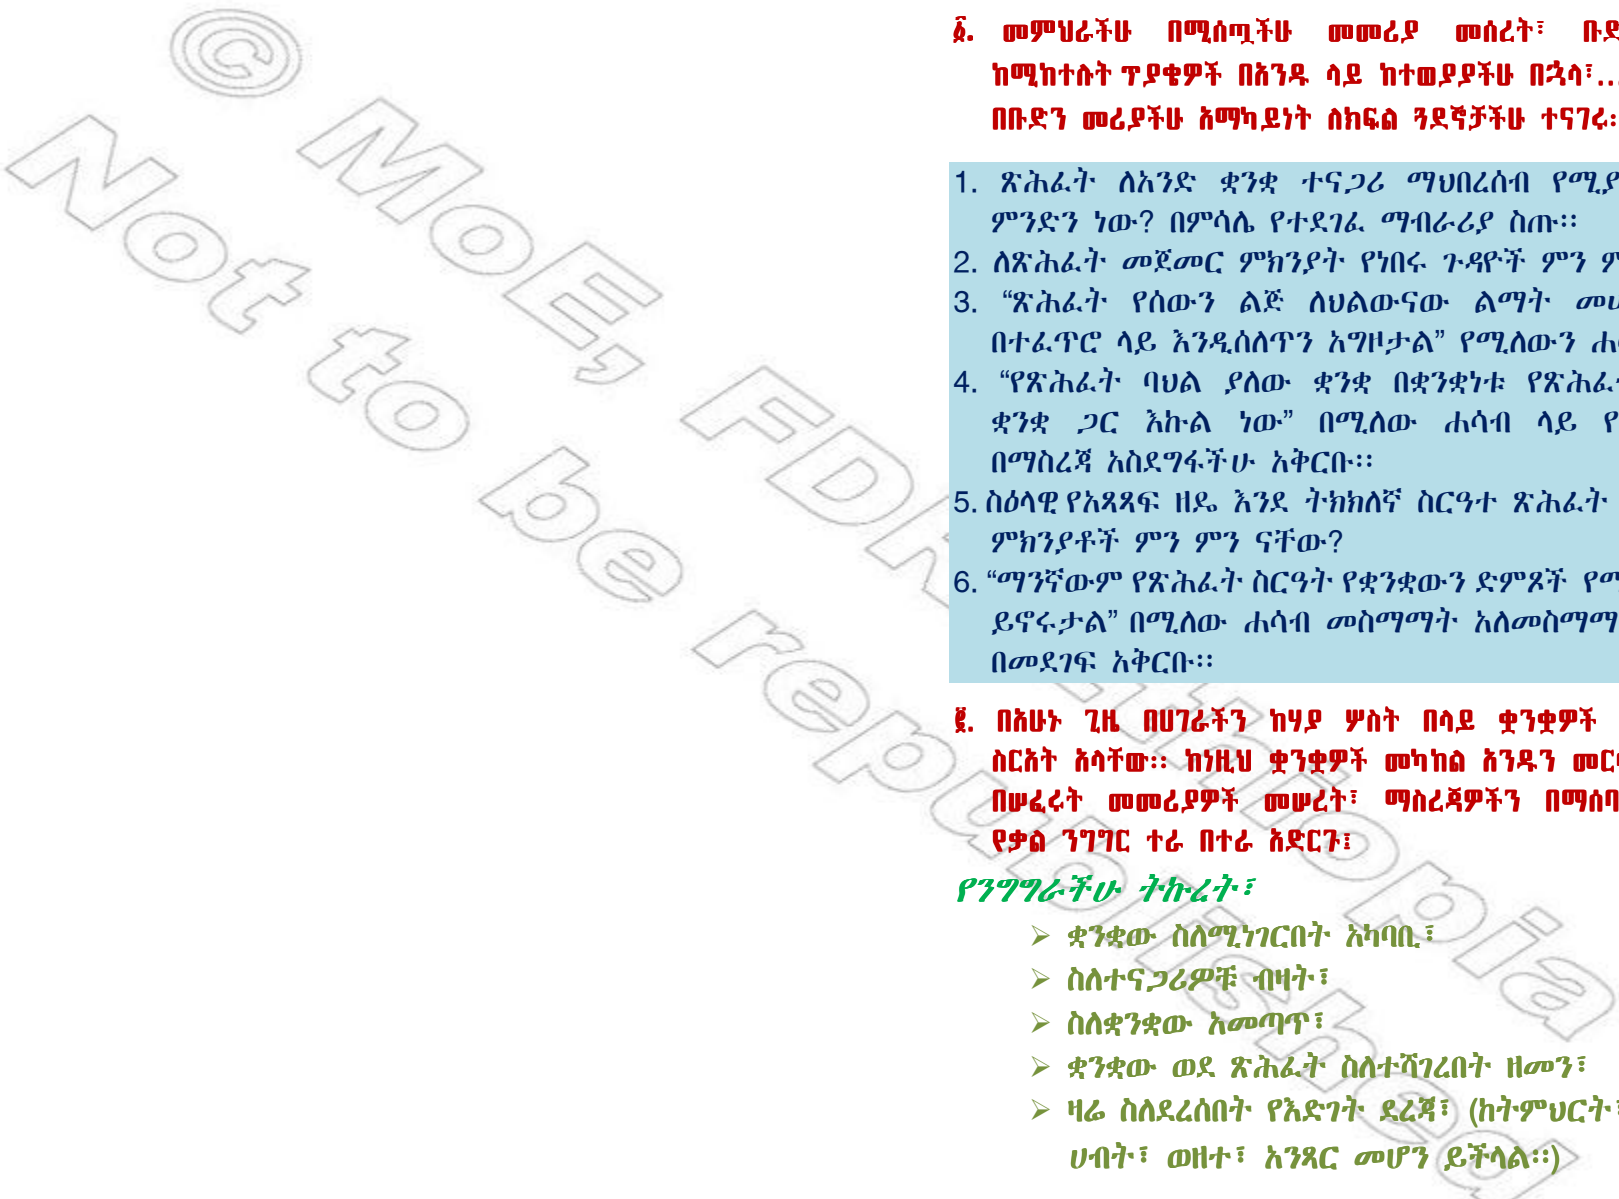 ፩. መምህራችሁ በሚሰጧችሁ መመሪያ መሰረት፣
ከሚከተሉት ጥያቄዎች በአንዱ ላይ ከተወያያችሁ በኋላ፣...
በቡድን መሪያችሁ አማካይነት ለክፍል ጓደኞቻችሁ ተናገሩ፡
1. ጽሕፈት ለአንድ ቋንቋ ተናጋሪ ማህበረሰብ
ምንድን ነው? በምሳሌ የተደገፈ ማብራሪያ ስጡ።
2. ለጽሕፈት መጀመር ምክንያት የነበሩ ጉዳዮች ምን
3. “ጽሕፈት የሰውን ልጅ ለህልውናው ልማት
በተፈጥሮ ላይ እንዲሰለጥን አግዞታል” የሚለውን
4. “የጽሕፈት ባህል ያለው ቋንቋ በቋንቋነቱ
ቋንቋ ጋር እኩል ነው” በሚለው ሐሳብ ላይ
በማስረጃ አስደግፋችሁ አቅርቡ።
5. ስዕላዊ የአጻጻፍ ዘዴ እንደ ትክክለኛ ስርዓተ ጽሕፈት
ምክንያቶች ምን ምን ናቸው?
6. “ማንኛውም የጽሕፈት ስርዓት የቋንቋውን ድምጾች
ይኖሩታል” በሚለው ሐሳብ መስማማት
በመደገፍ አቅርቡ።
፪. በአሁኑ ጊዜ በሀገራችን ከሃያ ሦስት በላይ ቋንቋዎች
ስርአት አላቸው። ከነዚህ ቋንቋዎች መካከል አንዱን
በሠፈሩት መመሪያዎች መሠረት፣ ማስረጃዎችን
የቃል ንግግር ተራ በተራ አድርጉ፤
የንግግራችሁ ትኩረት፣
➢ ቋንቋው ስለሚነገርበት አካባቢ፣
➢ ስለተናጋሪዎቹ ብዛት፣
➢ ስለቋንቋው አመጣጥ፣
➢ ቋንቋው ወደ ጽሕፈት ስለተሻገረበት ዘመን፣
➢ ዛሬ ስለደረሰበት የእድገት ደረጃ፣ (ከትምህርት፣
ሀብት፣ ወዘተ፣ አንጻር መሆን ይችላል።)
© MoE, FDRE Ethiopia
Not to be republished